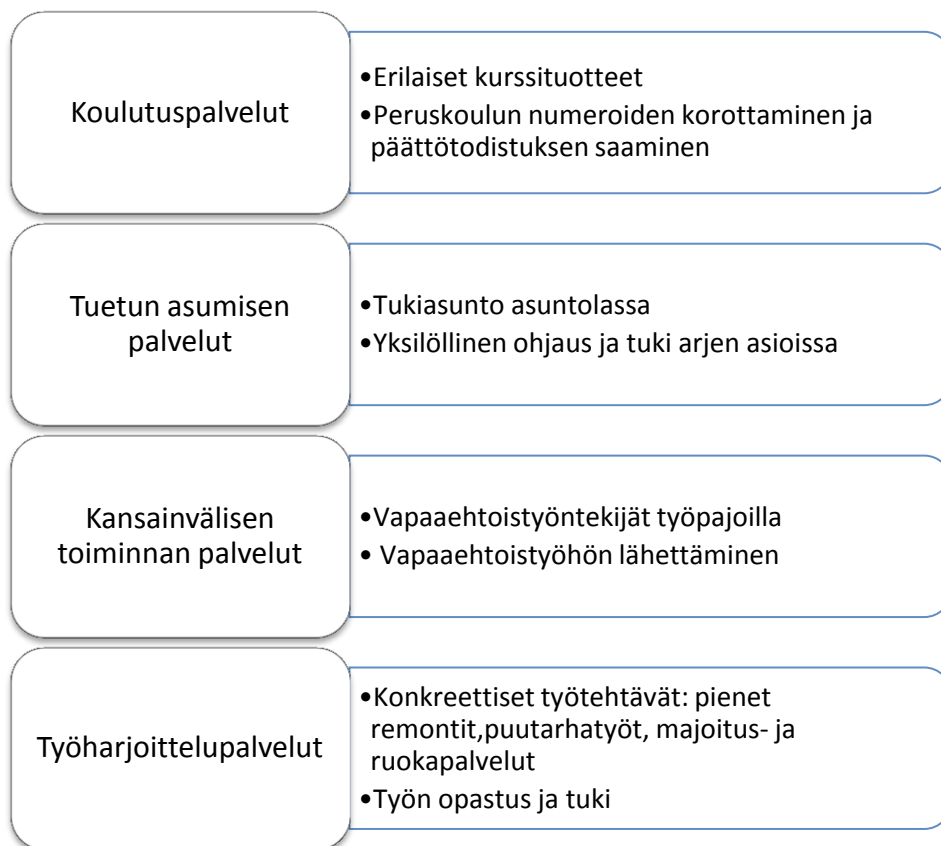 Koulutuspalvelut
•Erilaiset kurssituotteet
•Peruskoulun numeroiden korottaminen ja
päättötodistuksen saaminen
Tuetun asumisen
palvelut
•Tukiasunto asuntolassa
•Yksilöllinen ohjaus ja tuki arjen asioissa
Kansainvälisen
toiminnan palvelut
•Vapaaehtoistyöntekijät työpajoilla
• Vapaaehtoistyöhön lähettäminen
Työharjoittelupalvelut
•Konkreettiset työtehtävät: pienet
remontit,puutarhatyöt, majoitus- ja
ruokapalvelut
•Työn opastus ja tuki